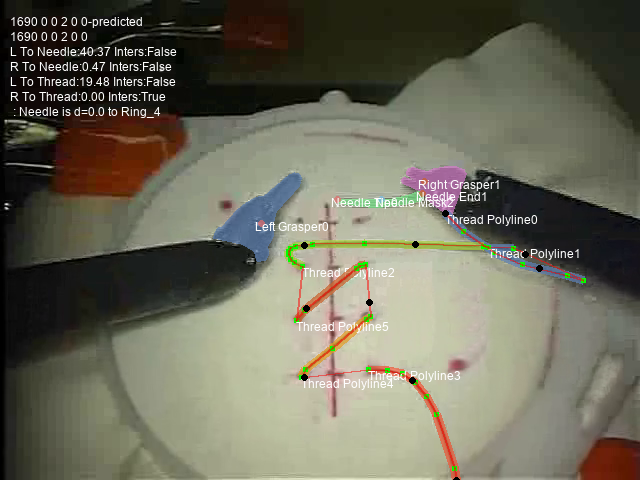 1690 0 0 2 0 0-predicted
1690 0 0 2 0 0
L To Needle:40.37 Inters:False
R To Needle:0.47 Inters:False
L To Thread:19.48 Inters:False
R To Thread:0.00 Inters:True
: Needle is d=0.0 to Ring_4
Right Grasper1
Needle End1
Thread Polyline0
Left Grasper0
Thread Polyline1
Thread Polyline2
Thread Polyline5
Thread Polyline3
Thread Polyline4